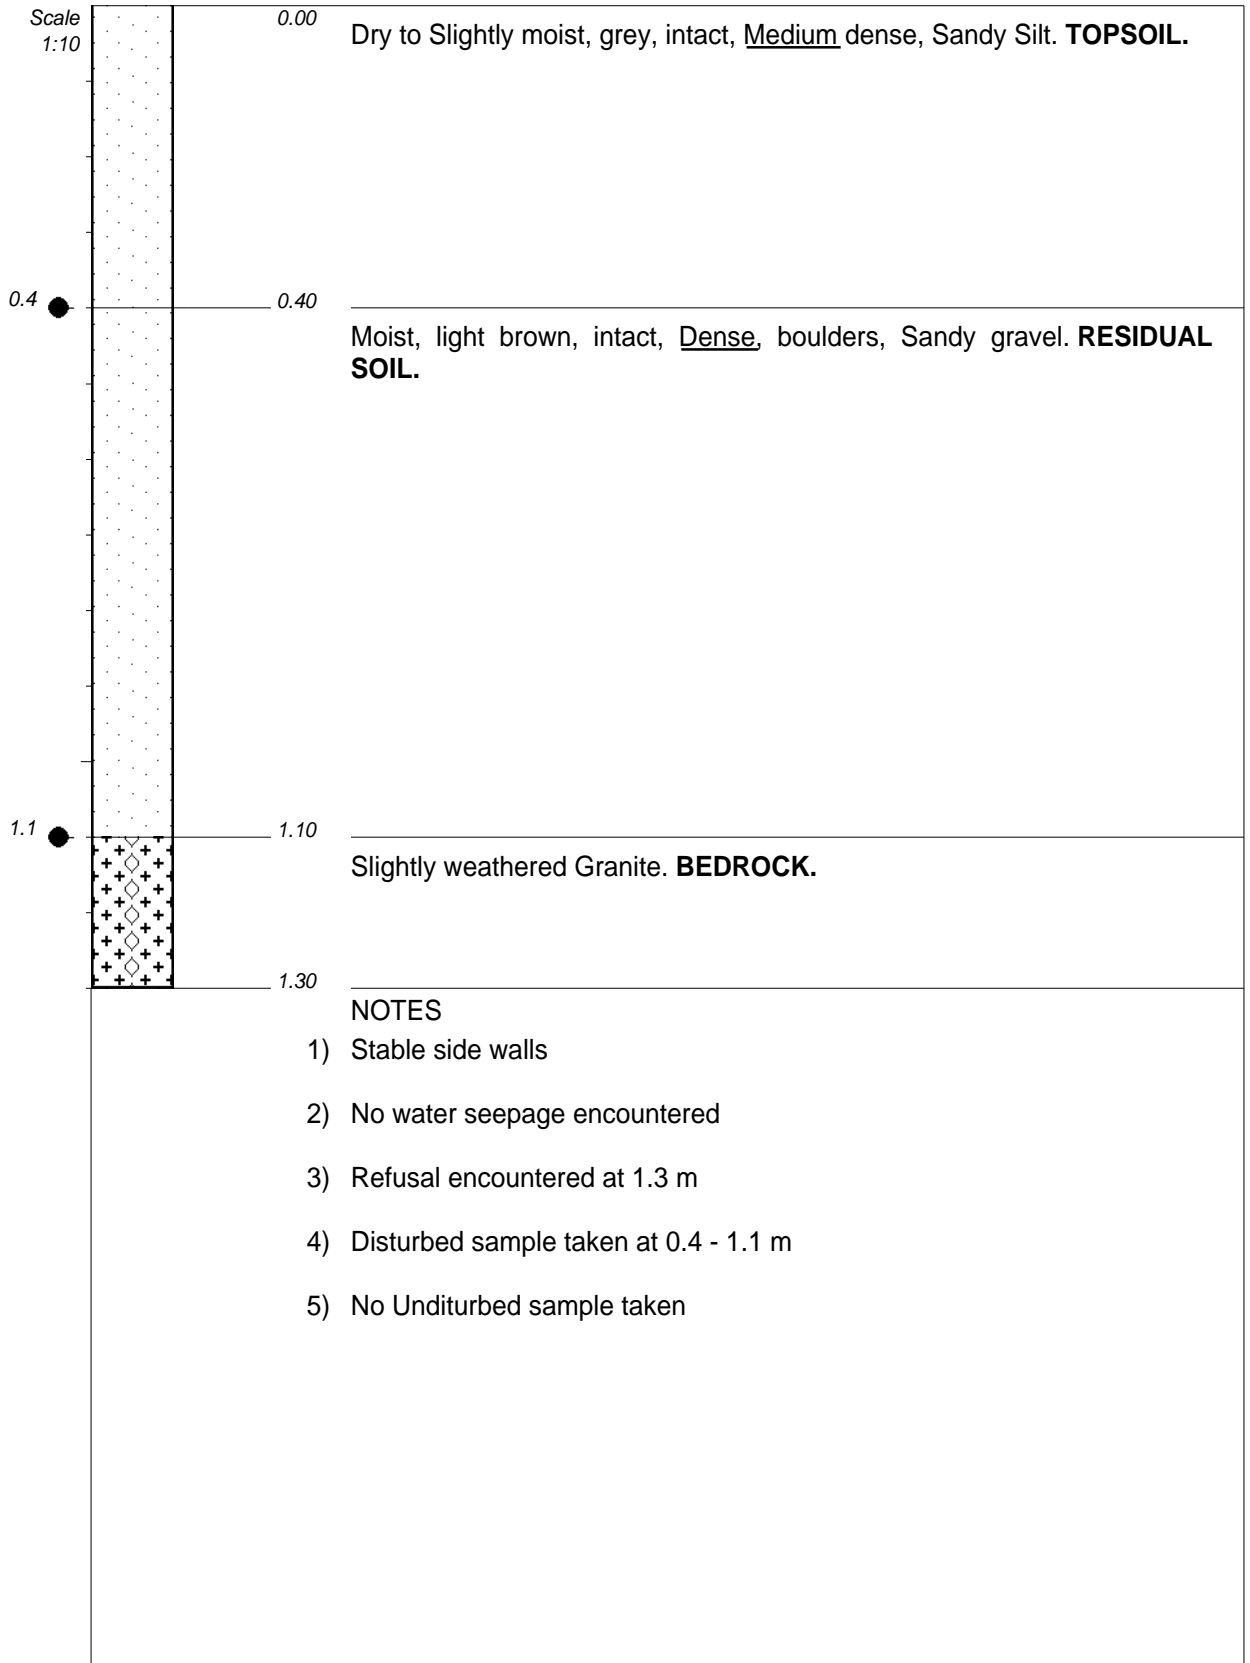 Scale
1:10
0.00
Dry to Slightly moist, grey, intact, Medium dense, Sandy Silt. TOPSOIL.
0.4
0.40
Moist, light brown, intact, Dense, boulders, Sandy gravel. RESIDUAL
SOIL.
1.1
1.10
Slightly weathered Granite. BEDROCK.
1.30
NOTES
1) Stable side walls
2) No water seepage encountered
3) Refusal encountered at 1.3 m
4) Disturbed sample taken at 0.4 - 1.1 m
5) No Unditurbed sample taken